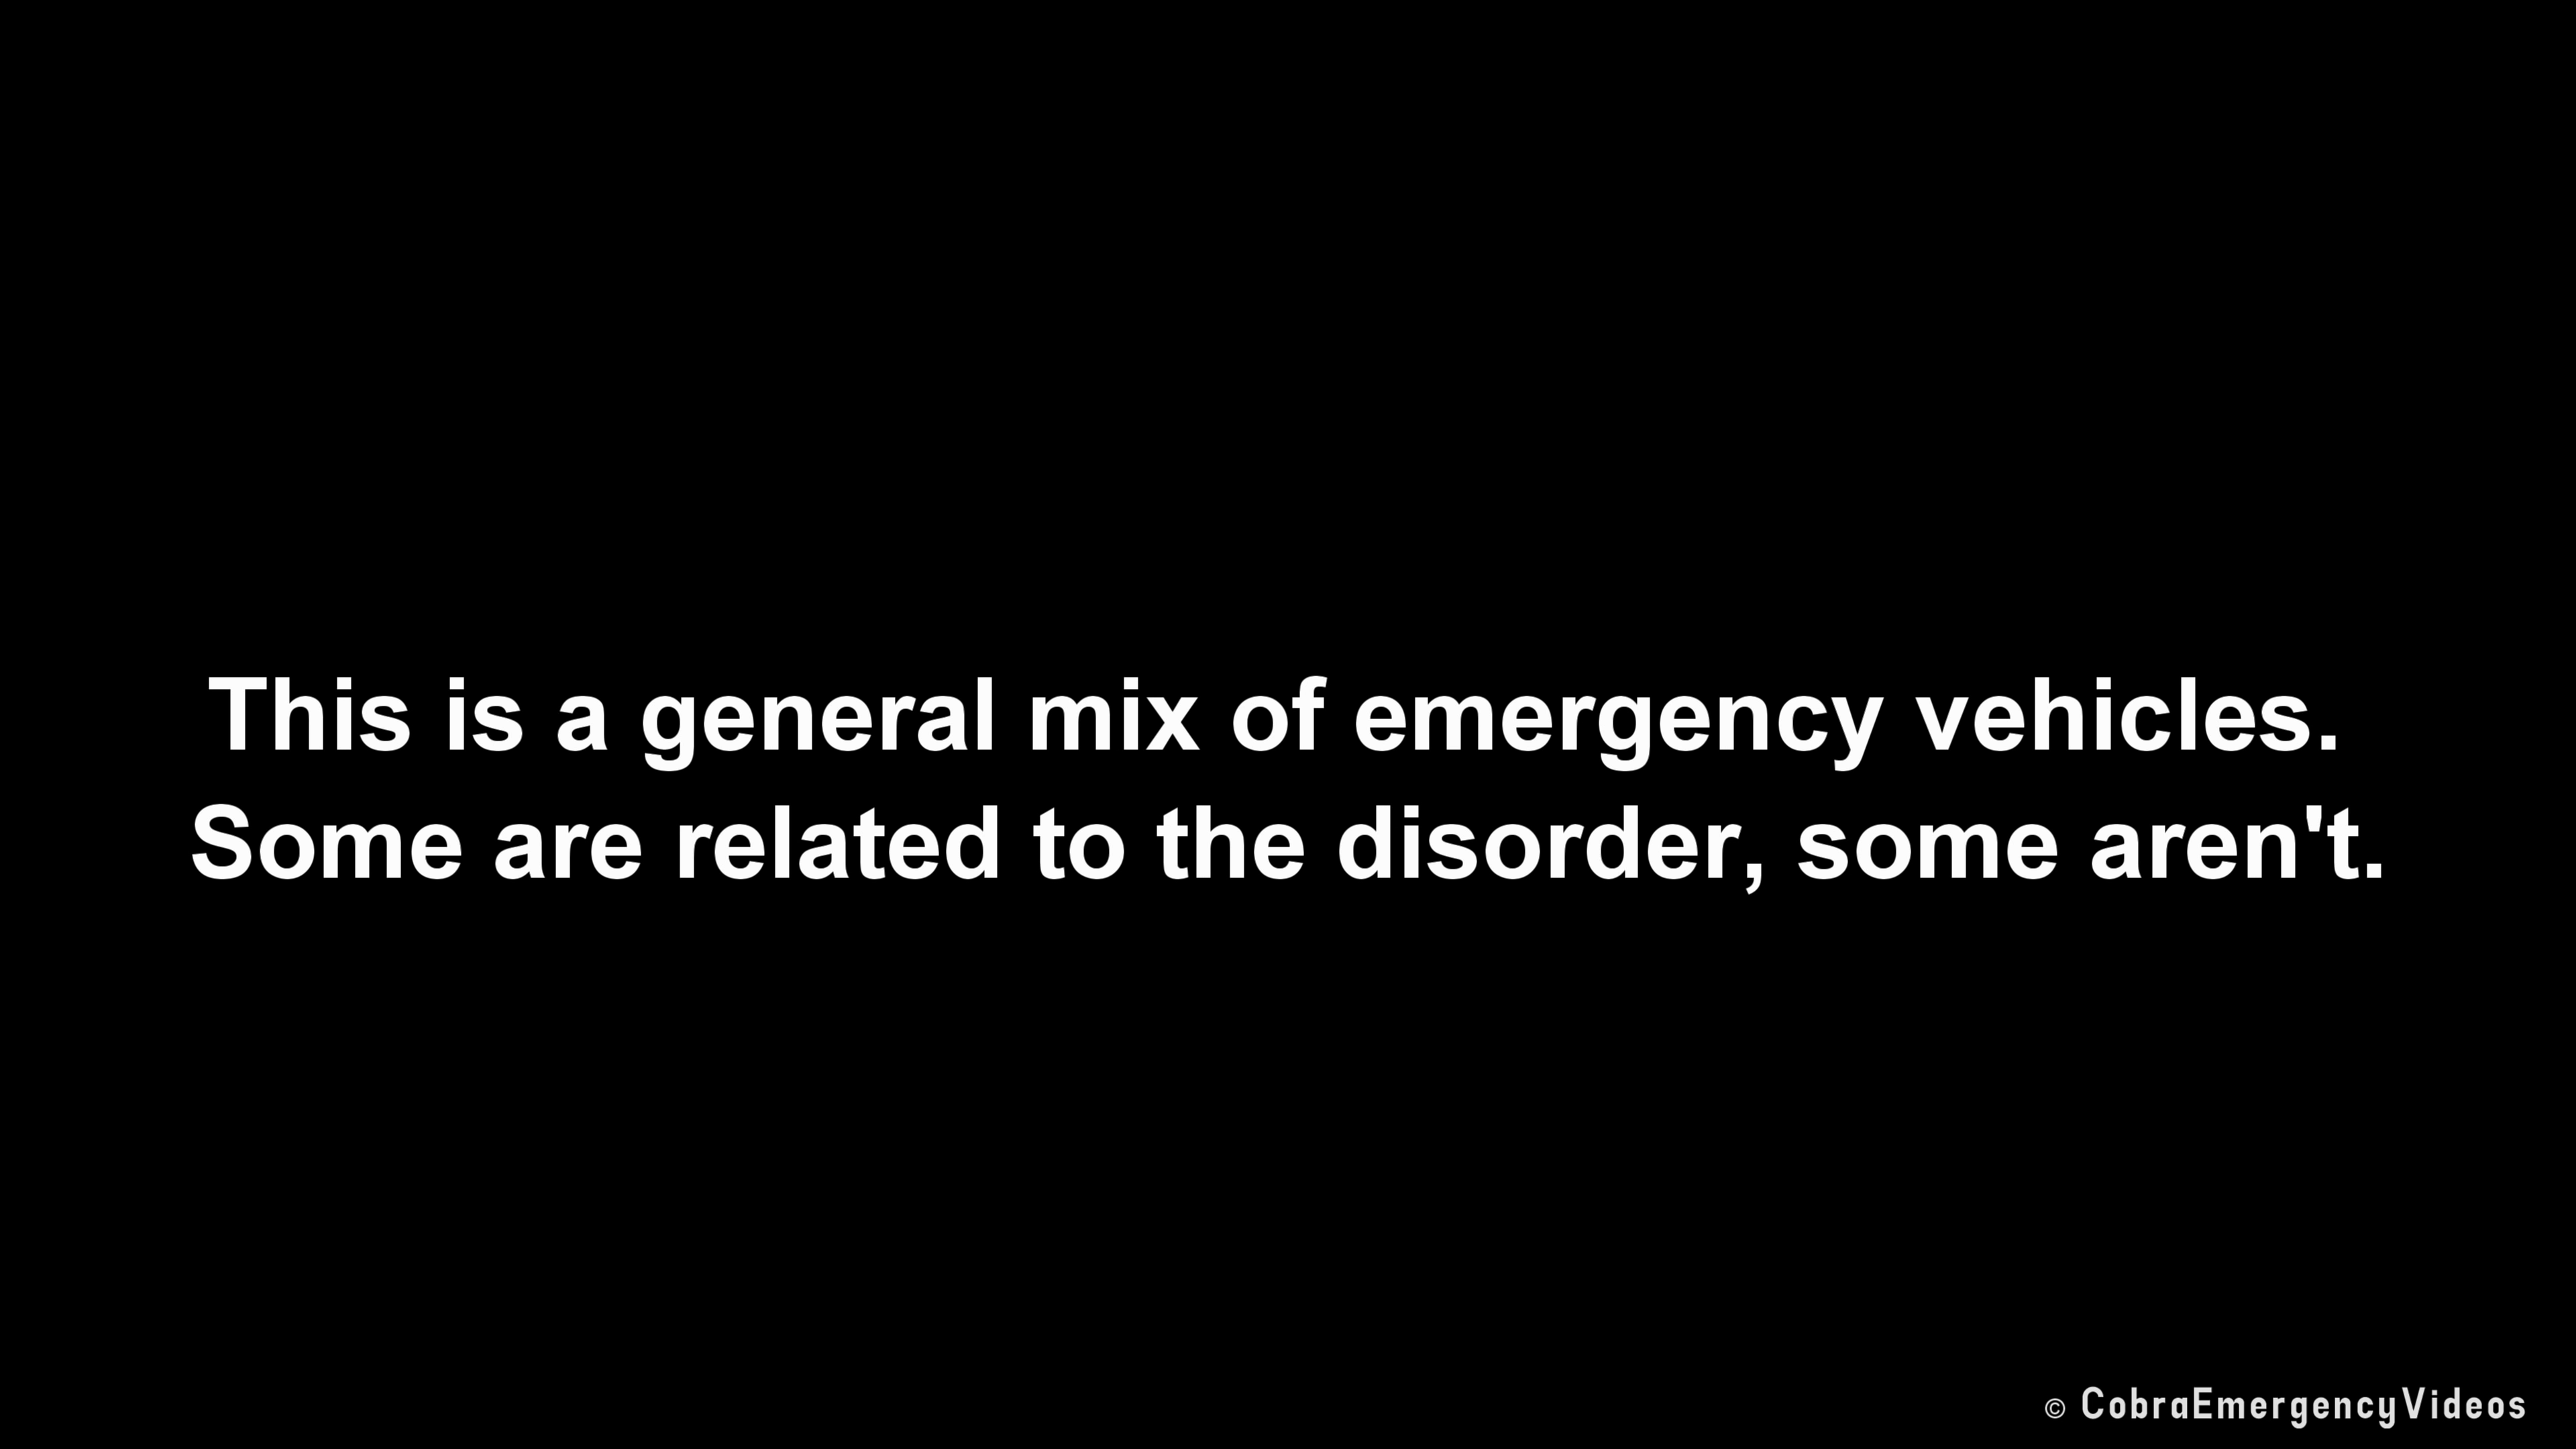 This is a general mix of emergency vehicles.
Some are related to the disorder, some aren't.
© CobraEmergencyVideos